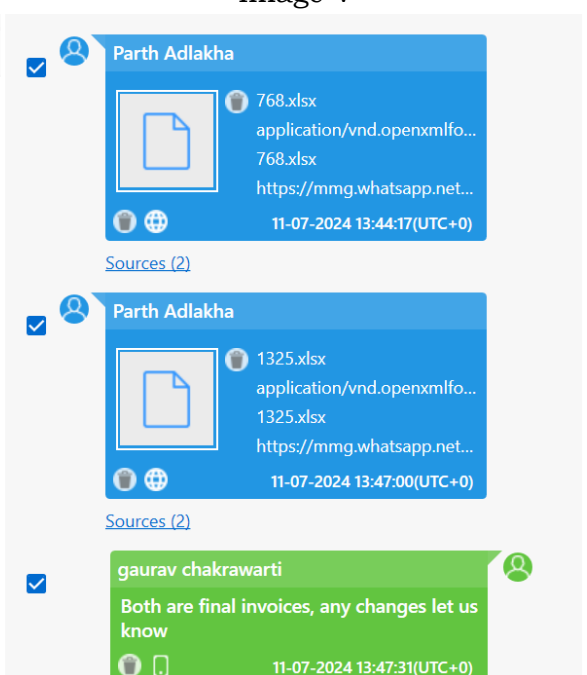 image".
Parth Adlakha
768.xlsx
application/vnd.openxmlfo...
768.xlsx
https://mmg.whatsapp.net...
11-07-2024 13:44:17(UTC+0)
Sources (2)
Parth Adlakha
1325.xlsx
application/vnd.openxmlfo...
1325.xlsx
https://mmg.whatsapp.net...
11-07-2024 13:47:00(UTC+0)
Sources (2)
gaurav chakrawarti
Both are final invoices, any changes let us
know
11-07-2024 13:47:31(UTC+0)